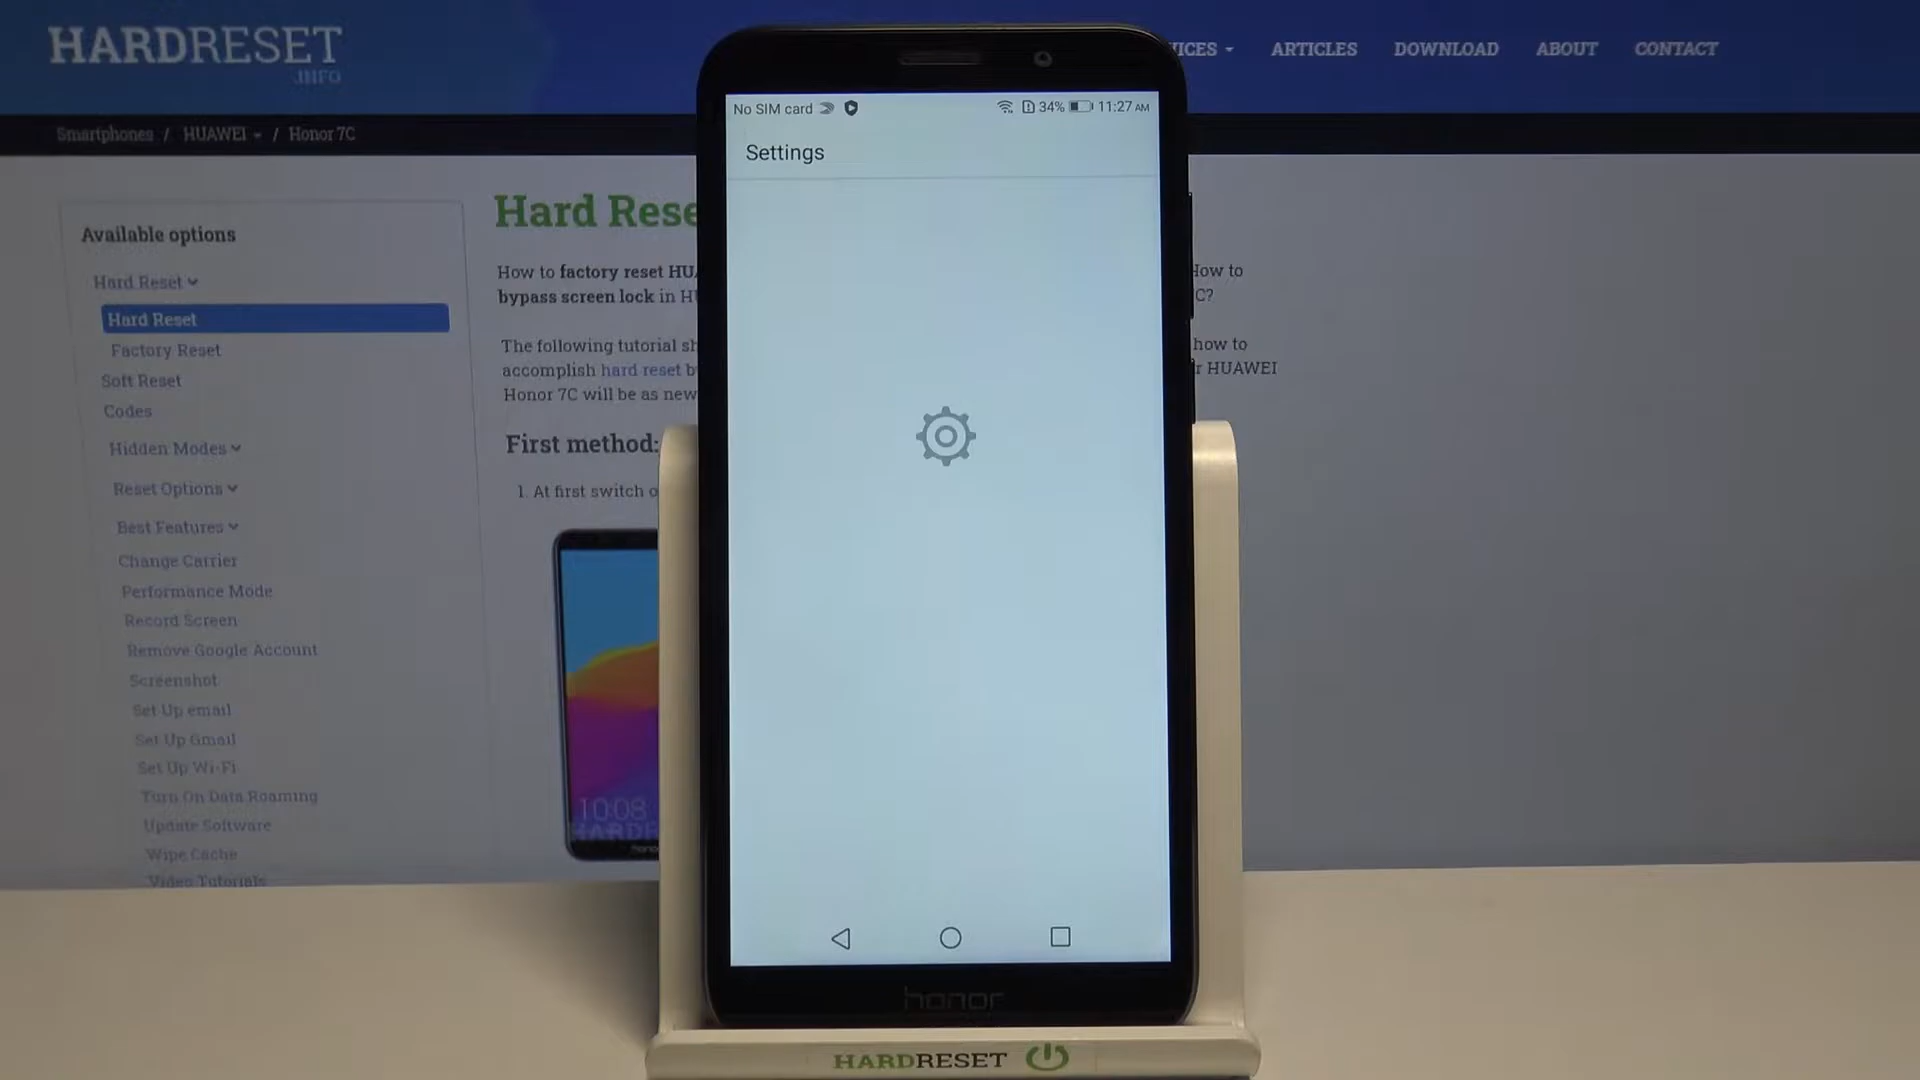 HARDRESET
.INFO
VICES
ARTICLES
DOWNLOAD
ABOUT
CONTACT
Smartphones / HUAWEI / Honor 7C
Available options
Hard Reset
Hard Reset
Factory Reset
Soft Reset
Codes
Hidden Modes
Reset Options
Best Features
Change Carrier
Performance Mode
Record Screen
Remove Google Account
Screenshot
Set Up email
Set Up Gmail
Set Up Wi-Fi
Turn On Data Roaming
Update Software
Wipe Cache
Video Tutorials
Hard Rese
How to factory reset HU
How to
bypass screen lock in H
C?
The following tutorial sh
how to
accomplish hard reset b
r HUAWEI
Honor 7C will be as new
First method:
1. At first switch o
10:08
HARDRE
honor
No SIM card
34%
11:27 AM
Settings
honor
HARDRESET